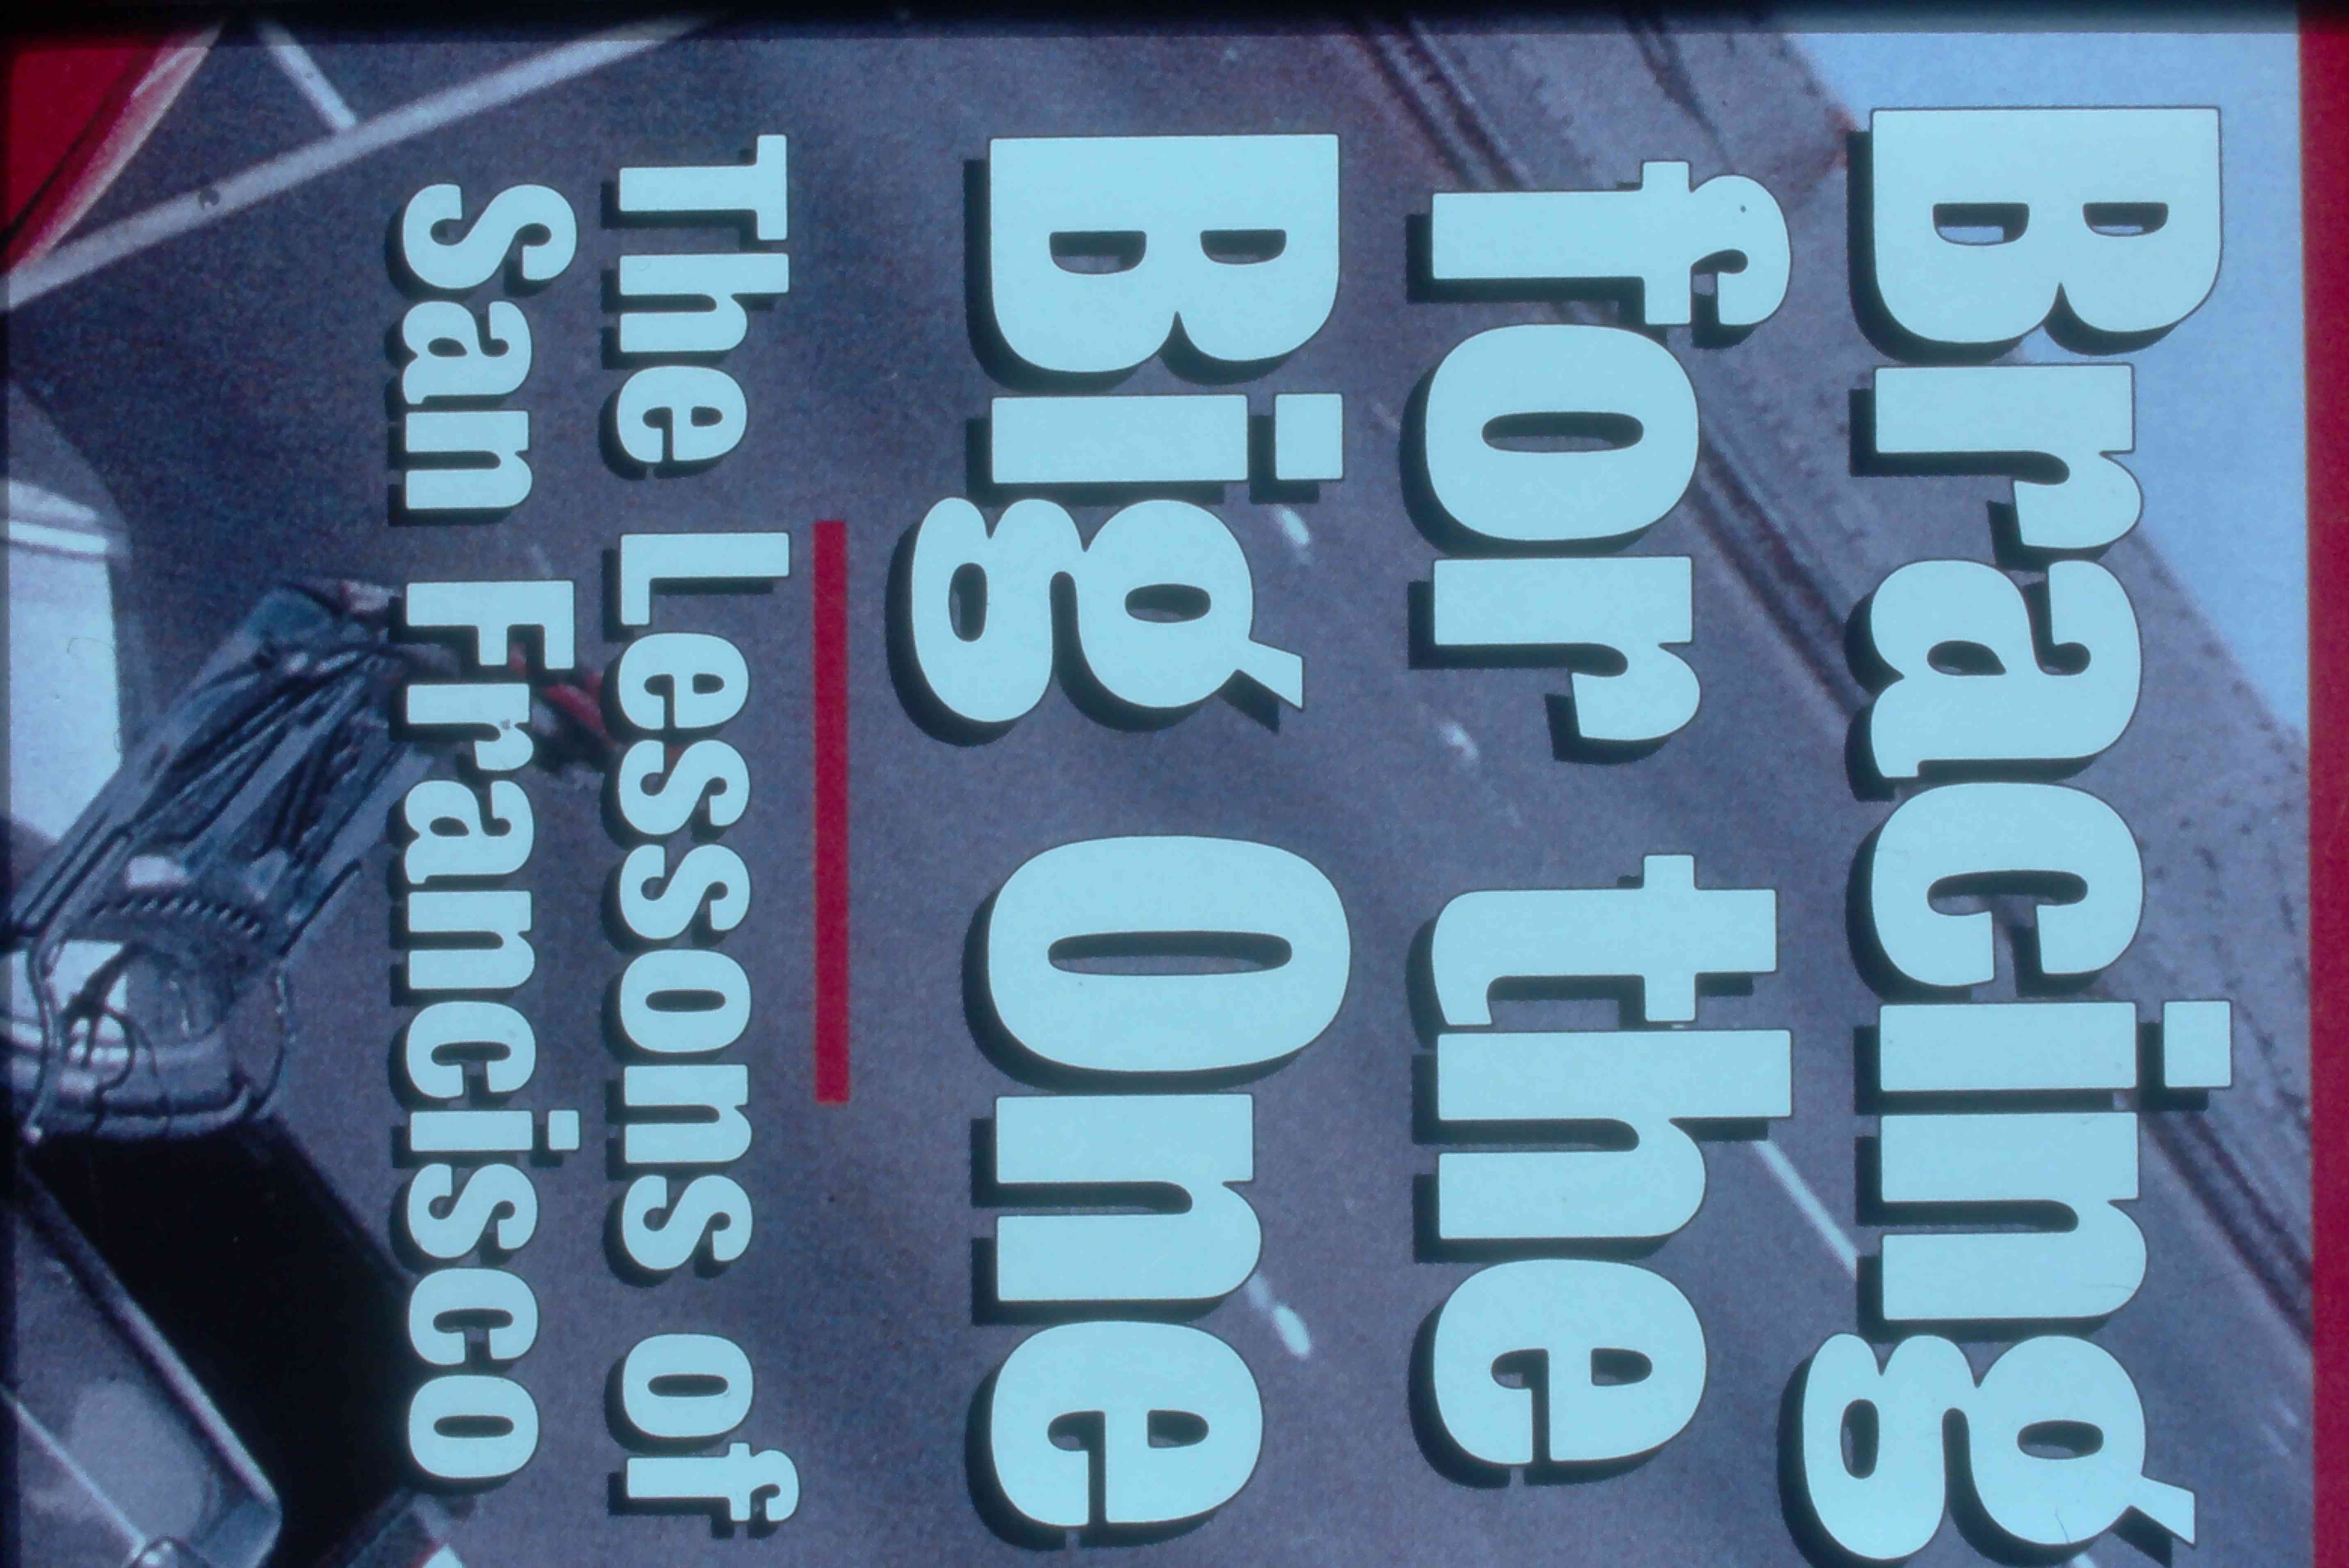 Bracing
for the
Big One
The Lessons of
San Francisco